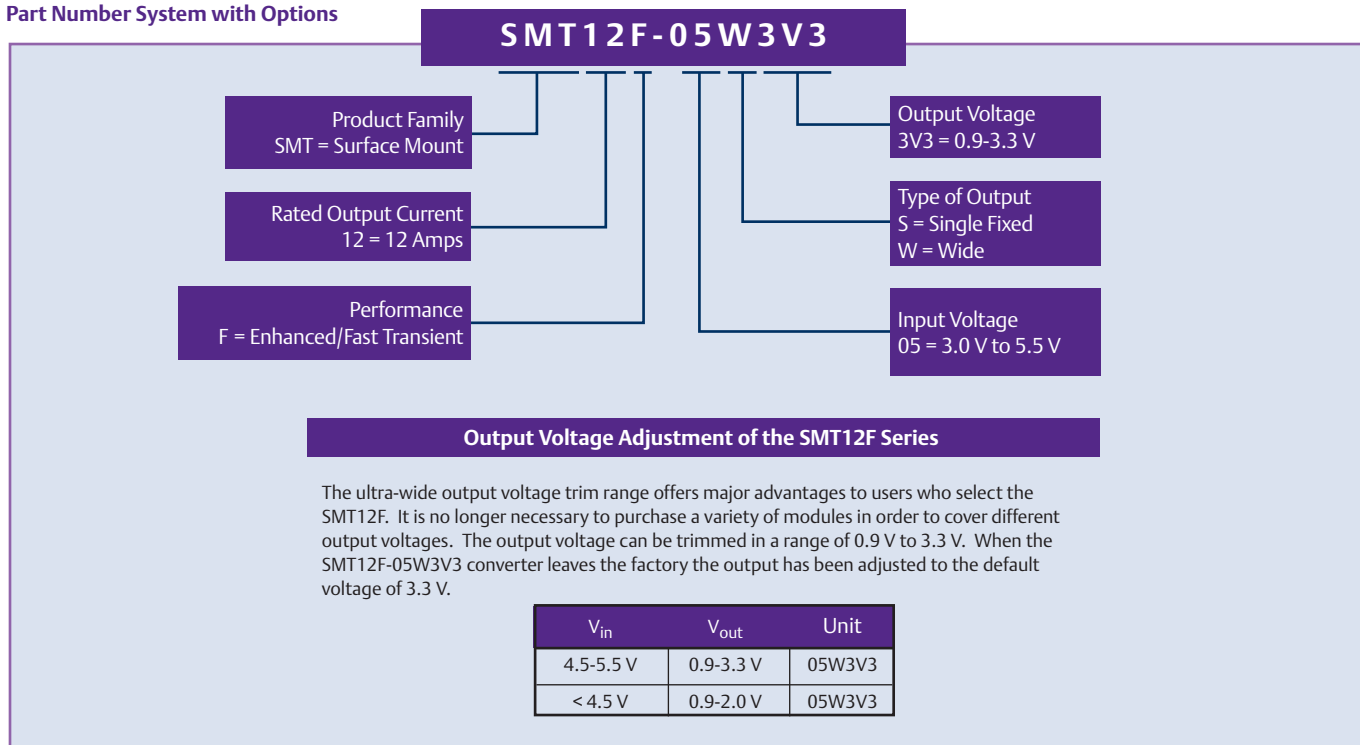 Part Number System with Options
SMT12F-05W3V3
Product Family
SMT = Surface Mount
Rated Output Current
12 = 12 Amps
Performance
F = Enhanced/Fast Transient
Output Voltage
3V3 = 0.9-3.3 V
Type of Output
S = Single Fixed
W = Wide
Input Voltage
05 = 3.0 V to 5.5 V
Output Voltage Adjustment of the SMT12F Series
The ultra-wide output voltage trim range offers major advantages to users who select the
SMT12F. It is no longer necessary to purchase a variety of modules in order to cover different
output voltages. The output voltage can be trimmed in a range of 0.9 V to 3.3 V. When the
SMT12F-05W3V3 converter leaves the factory the output has been adjusted to the default
voltage of 3.3 V.
Vin Vout Unit
4.5-5.5 V 0.9-3.3 V 05W3V3
< 4.5 V 0.9-2.0 V 05W3V3